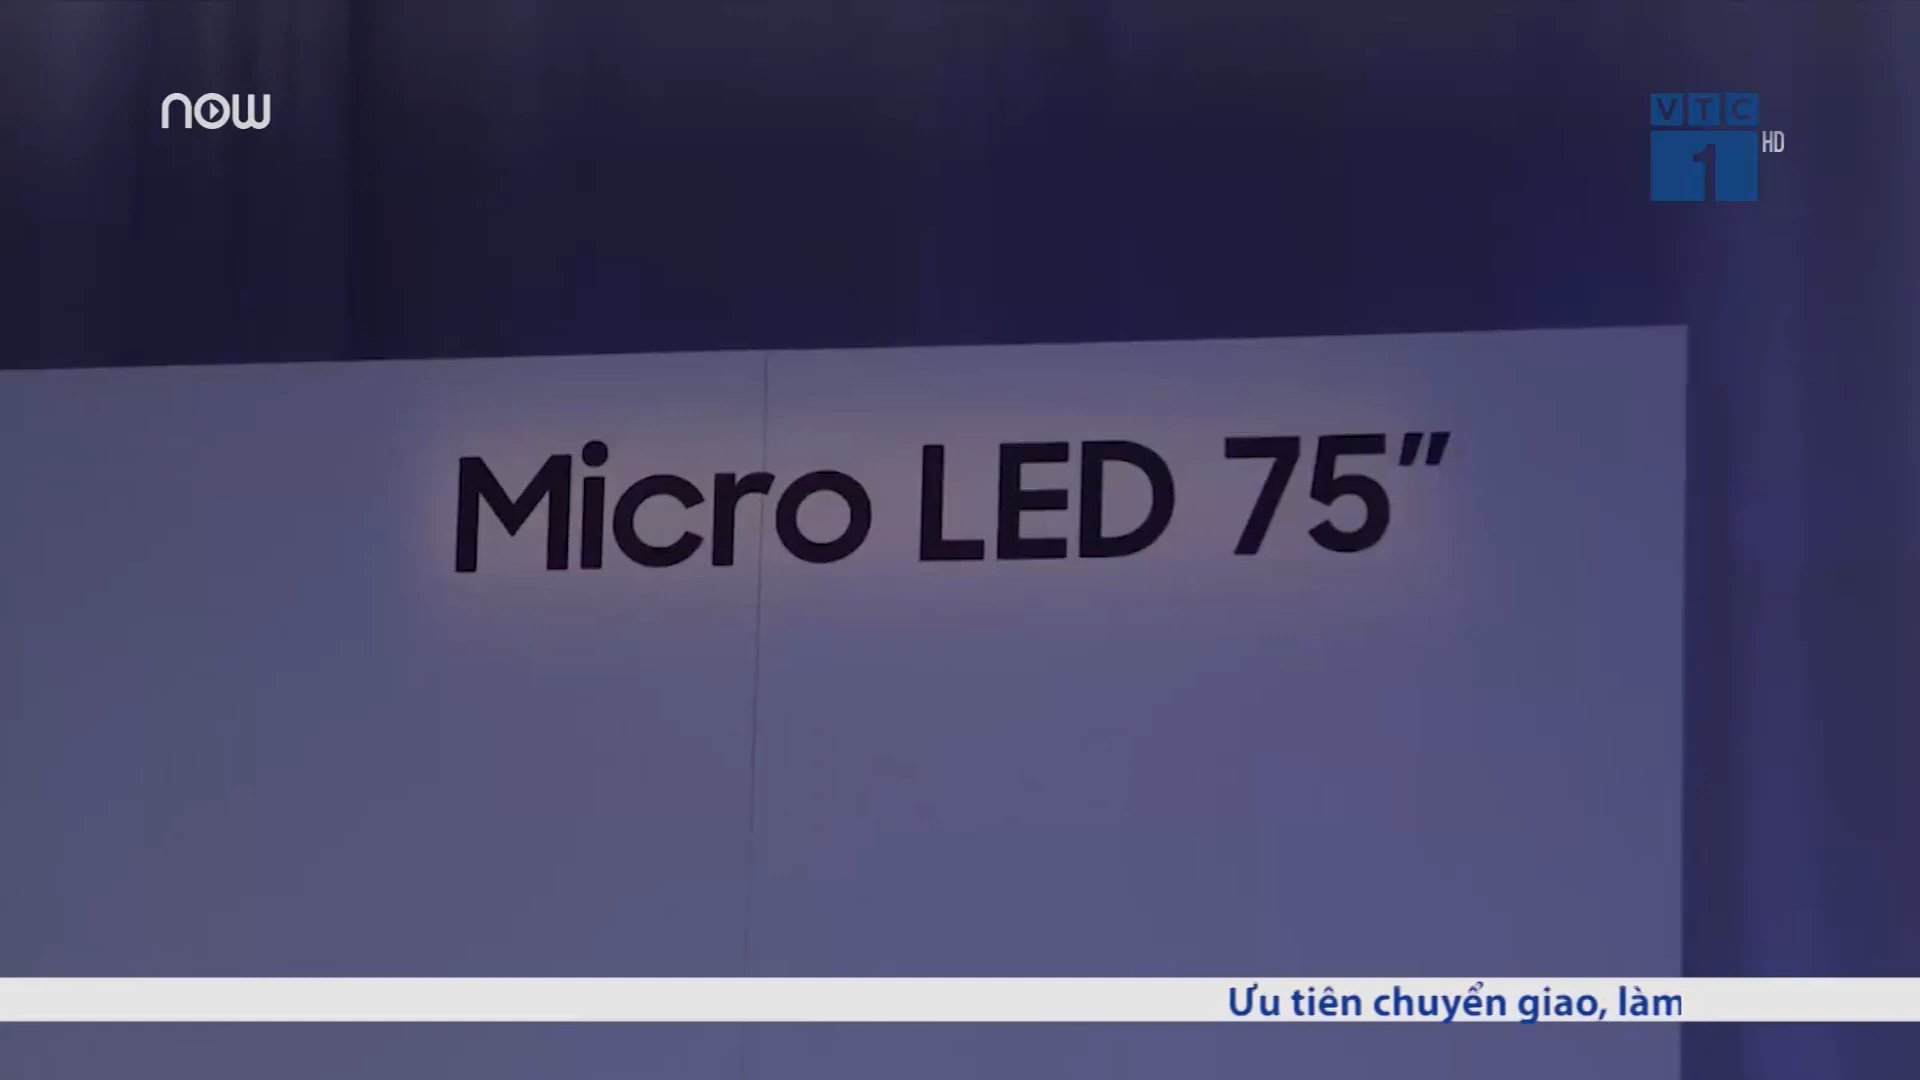 now
VTC
1 HD
Micro LED 75”
Ưu tiên chuyển giao, làm